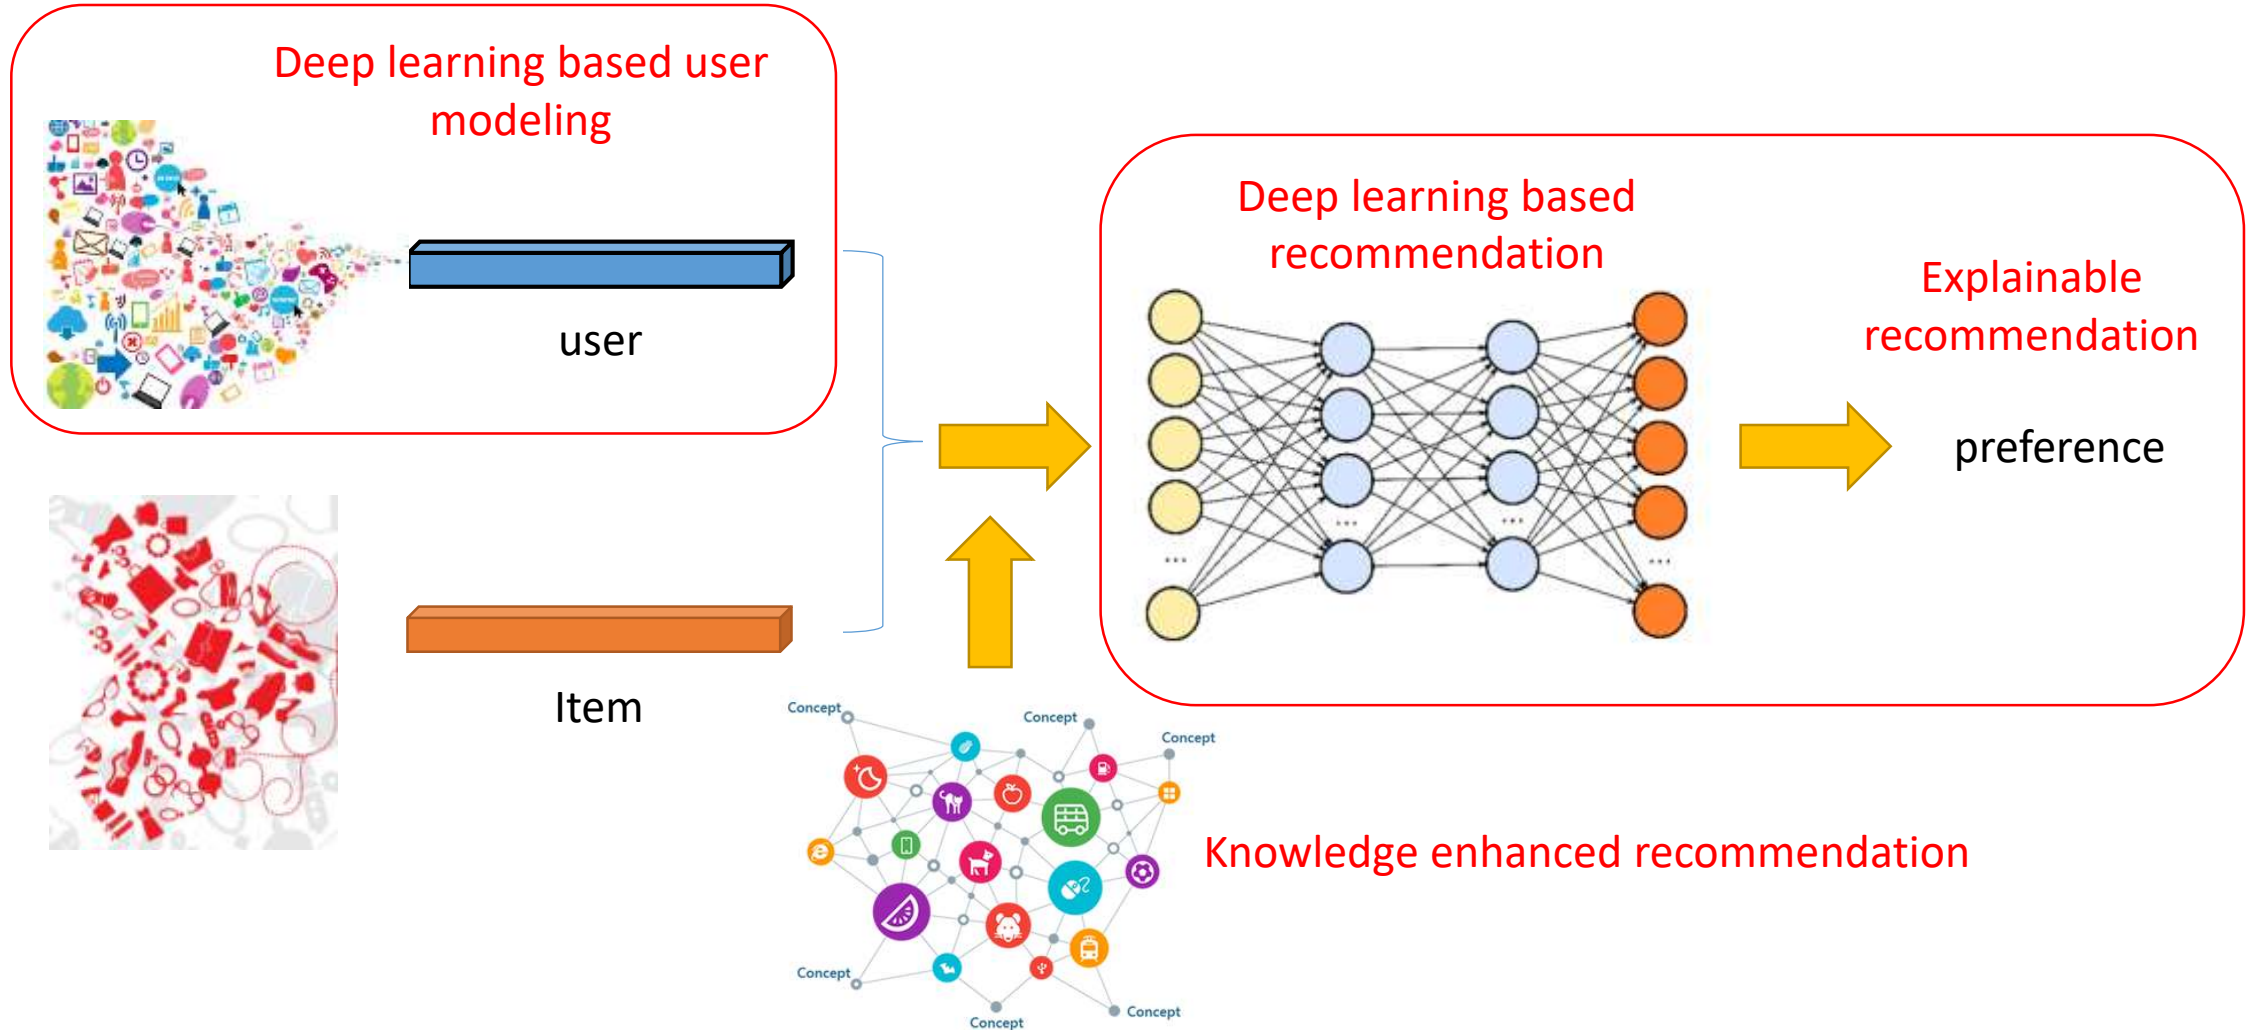 Deep learning based user
modeling
user
Item
Deep learning based
recommendation
Explainable
recommendation
preference
Concept
Concept
Concept
Knowledge enhanced recommendation
Concept
Concept
Concept